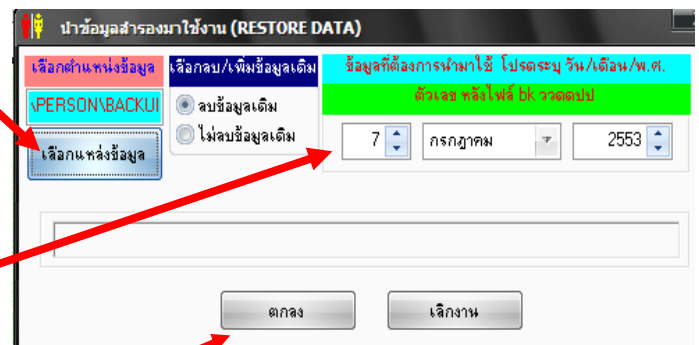 นำข้อมูลสำรองมาใช้งาน (RESTORE DATA)
เลือกตำแหน่งข้อมูล
เลือกลบ/เพิ่มข้อมูลเดิม
ข้อมูลที่ต้องการนำมาใช้ โปรดระบุ วัน/เดือน/พ.ศ.
ตัวเลข หลังไฟล์ bk ววดดปป
\PERSON\BACKUI
ลบข้อมูลเดิม
ไม่ลบข้อมูลเดิม
เลือกแหล่งข้อมูล
7
กรกฎาคม
2553
ตกลง
เลิกงาน